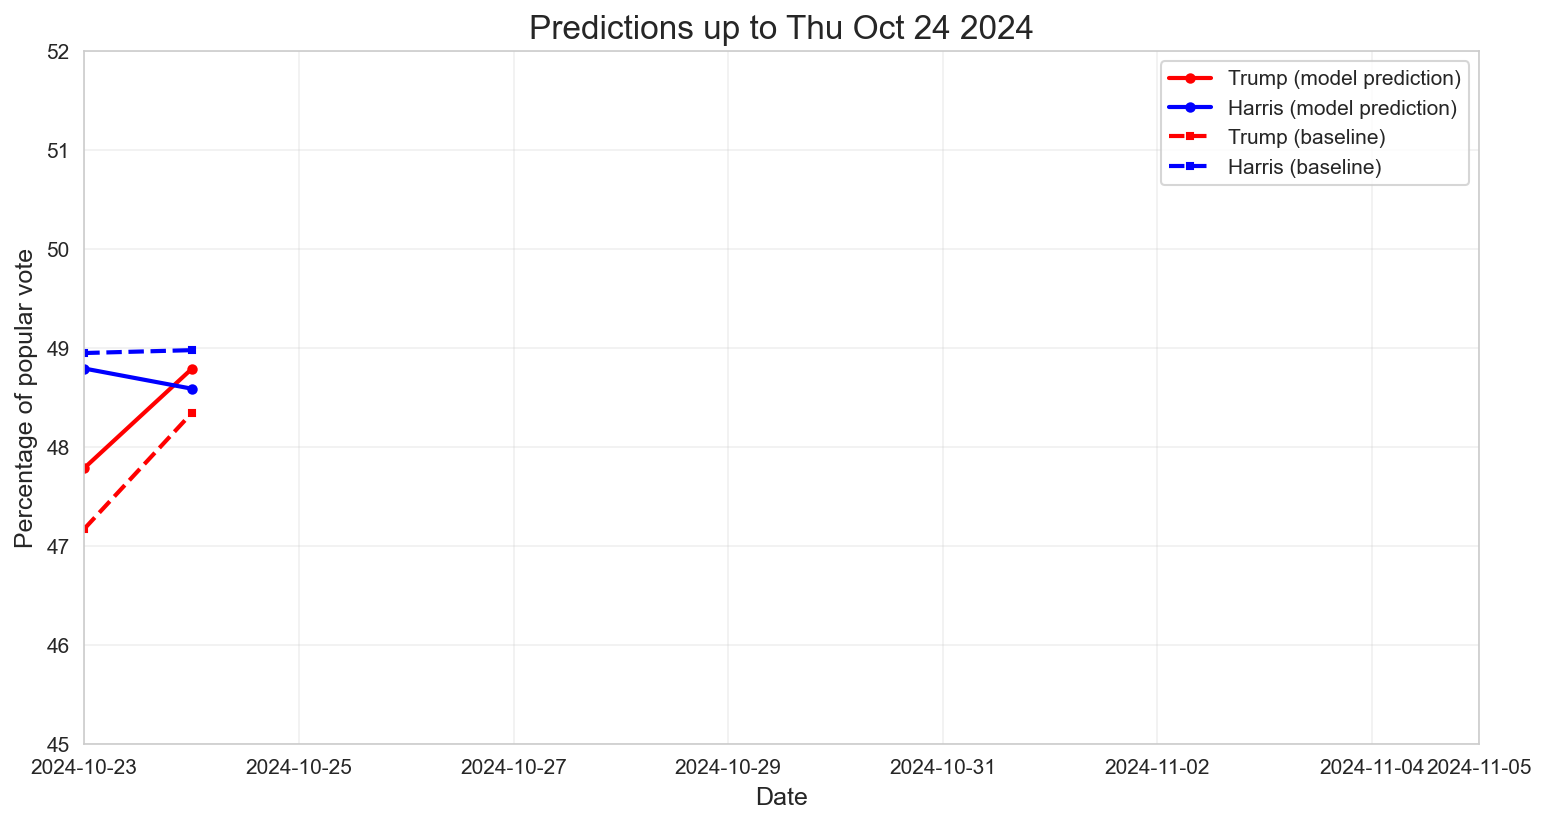 Predictions up to Thu Oct 24 2024
52
51
50
49
48
47
46
45
Percentage of popular vote
Trump (model prediction)
Harris (model prediction)
Trump (baseline)
Harris (baseline)
2024-10-23 2024-10-25 2024-10-27 2024-10-29 2024-10-31 2024-11-02 2024-11-04 2024-11-05
Date